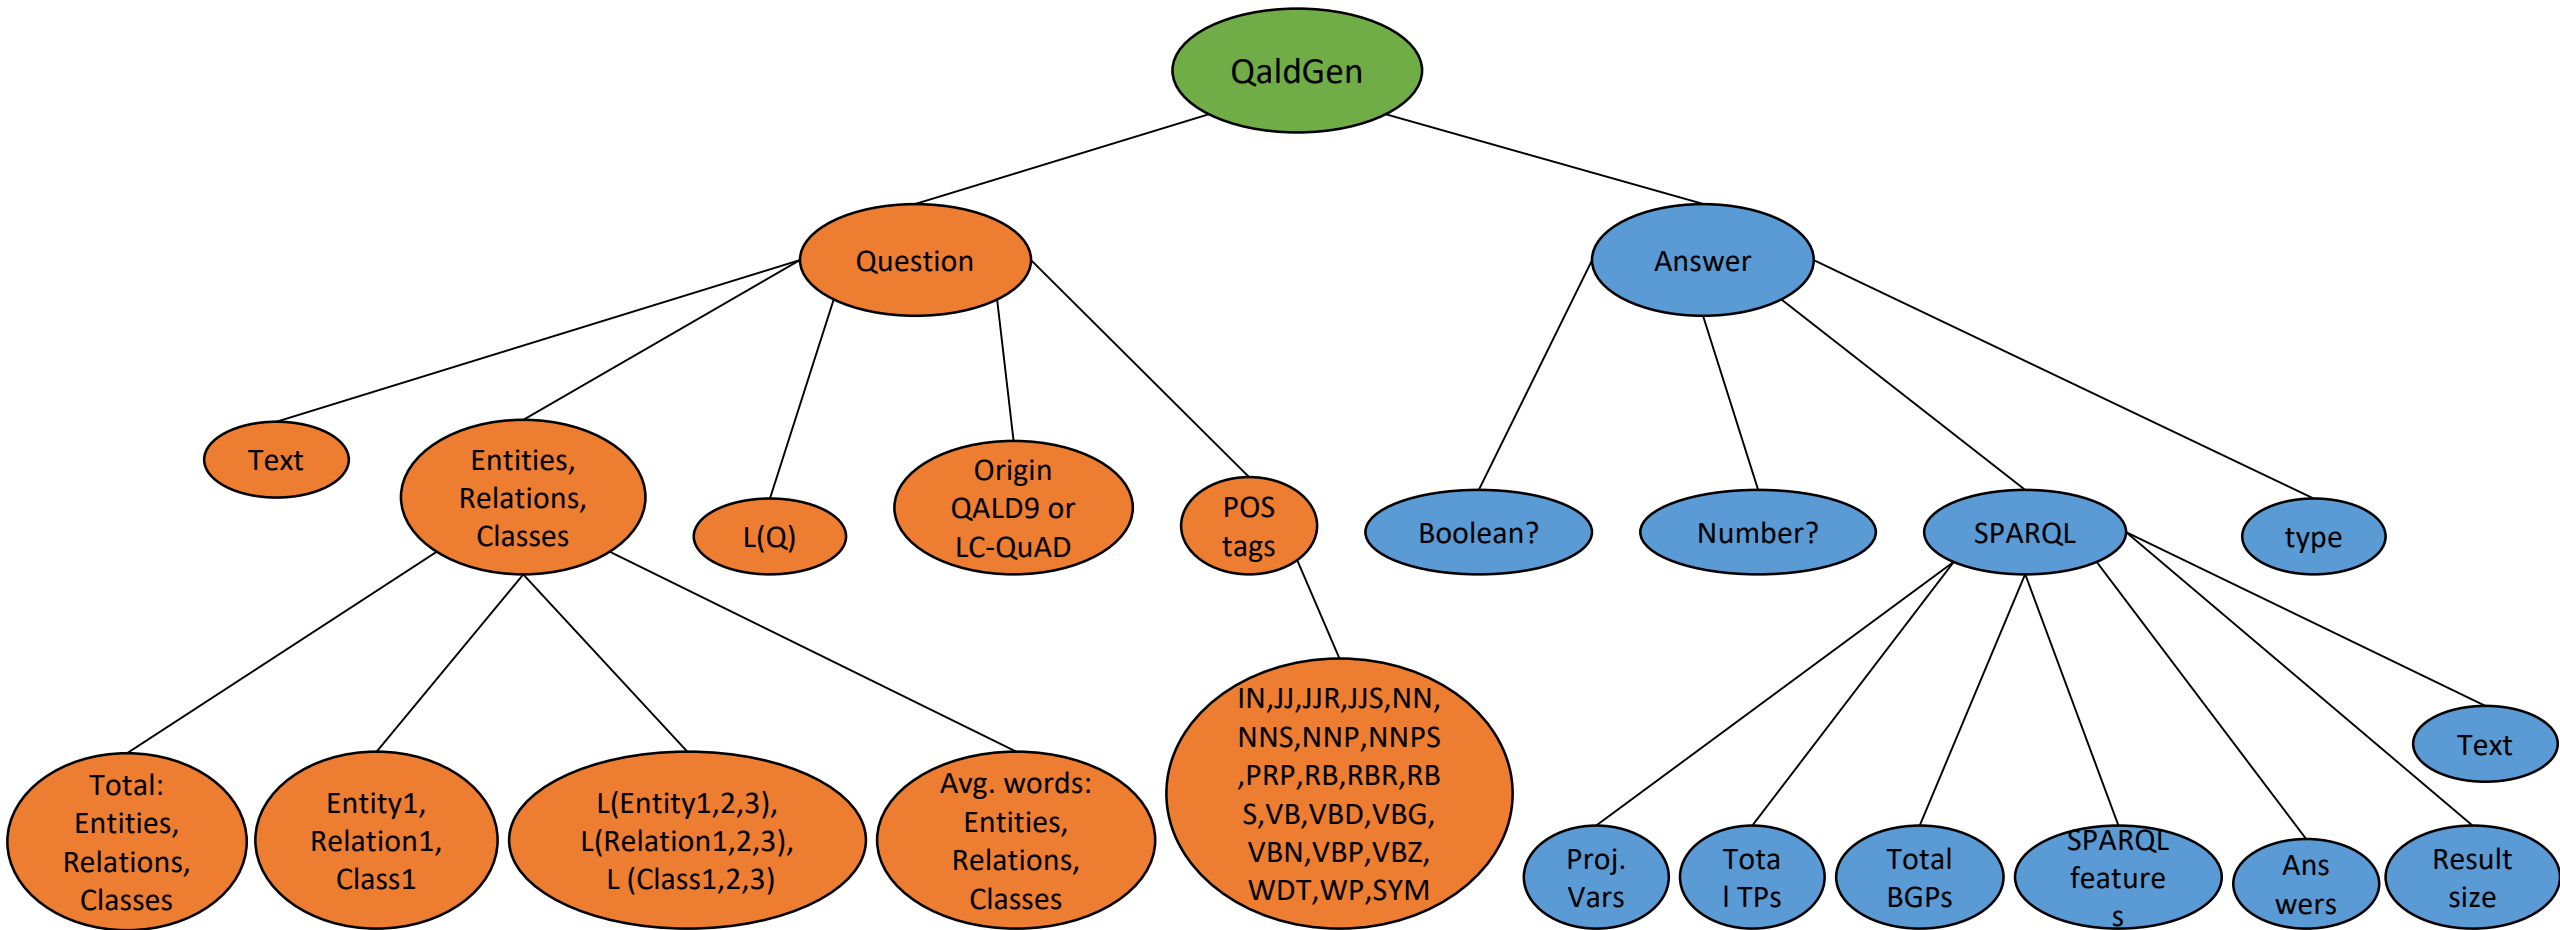 QaldGen
Question
Answer
Text
Entities,
Relations,
Classes
L(Q)
Origin
QALD9 or
LC-QuAD
POS
tags
Boolean?
Number?
SPARQL
type
Total:
Entities,
Relations,
Classes
Entity1,
Relation1,
Class1
L(Entity1,2,3),
L(Relation1,2,3),
L (Class1,2,3)
Avg. words:
Entities,
Relations,
Classes
IN,JJ,JJR,JJS,NN,
NNS,NNP,NNPS
,PRP,RB,RBR,RB
S,VB,VBD,VBG,
VBN,VBP,VBZ,
WDT,WP,SYM
Proj.
Vars
Tota
l TPs
Total
BGPs
SPARQL
feature
s
Ans
wers
Result
size
Text